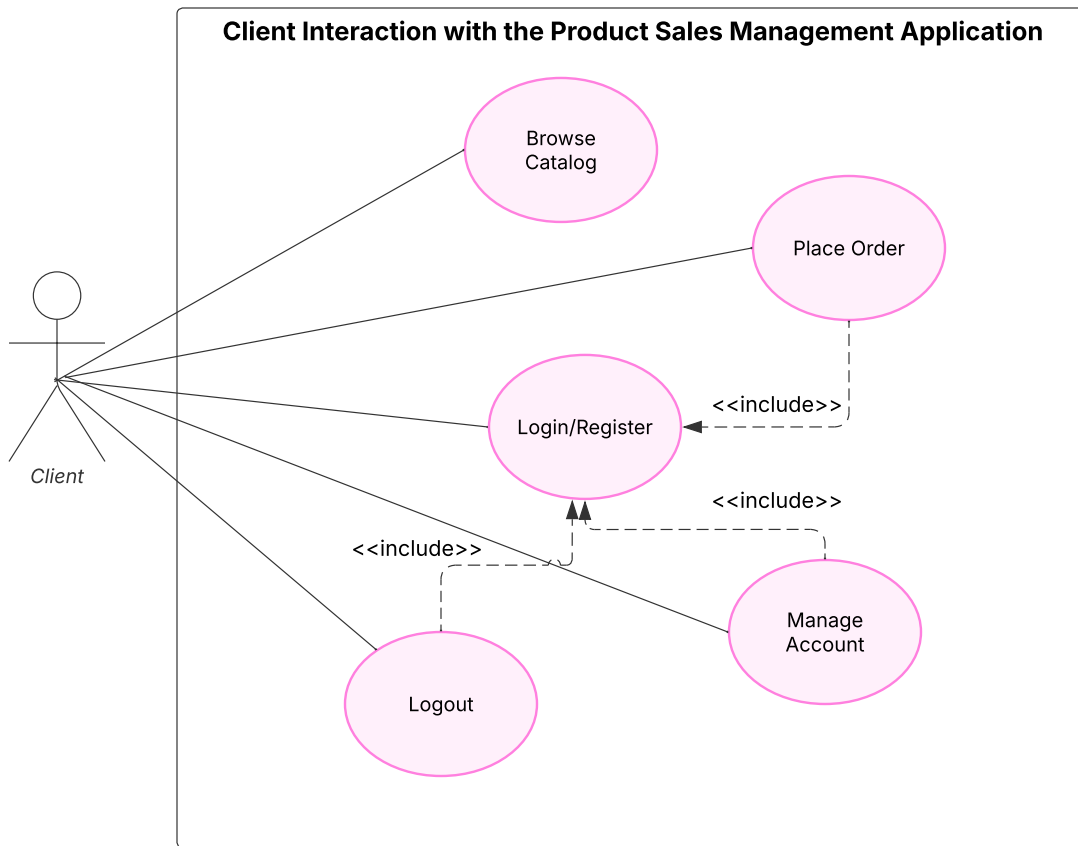 Client Interaction with the Product Sales Management Application
Browse
Catalog
Place Order
<<include>>
Login/Register
Client
<<include>>
<<include>>
Manage
Account
Logout